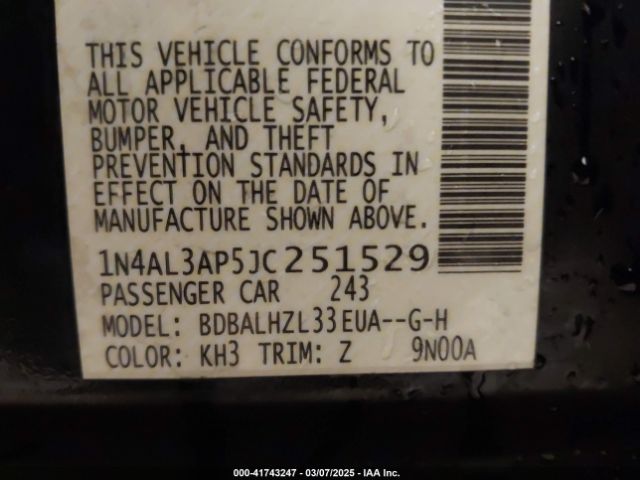 THIS VEHICLE CONFORMS TO
ALL APPLICABLE FEDERAL
MOTOR VEHICLE SAFETY,
BUMPER, AND THEFT
PREVENTION STANDARDS IN
EFFECT ON THE DATE OF
MANUFACTURE SHOWN ABOVE.
1N4AL3AP5JC251529
PASSENGER CAR 243
MODEL: BDBALHZL33EUA--G-H
COLOR: KH3 TRIM: Z 9N00A
000-41743247 - 03/07/2025 - IAA Inc.